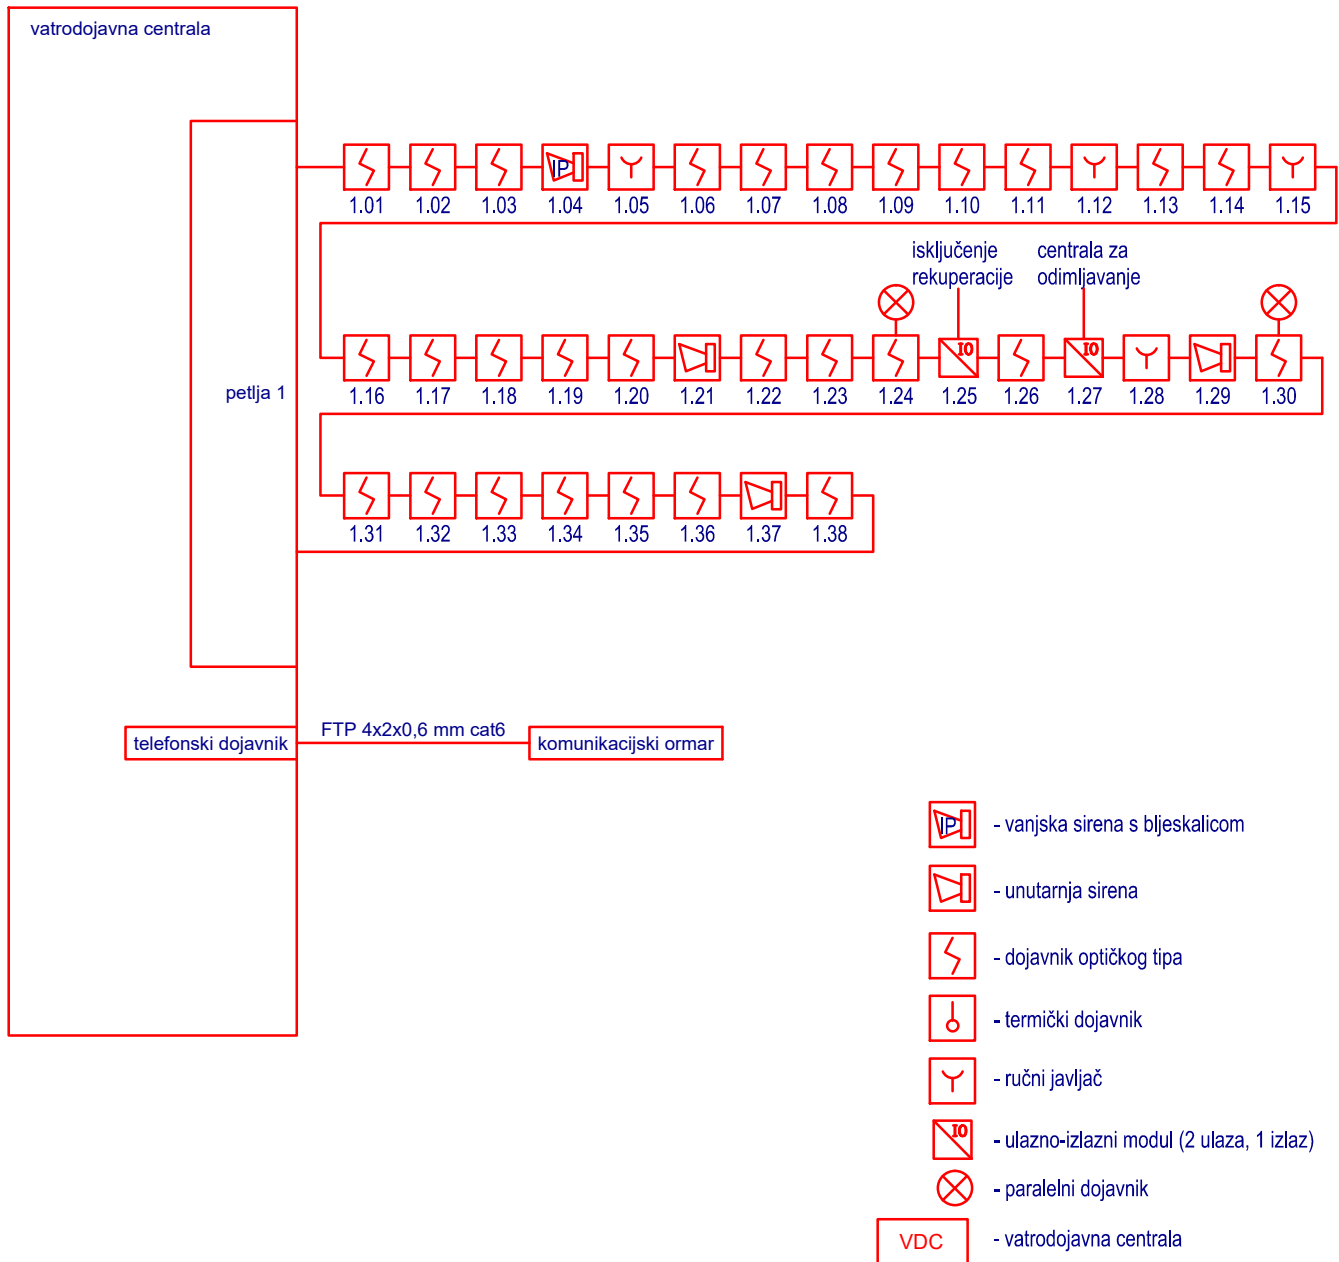 vatrodojavna centrala
IP
1.01 1.02 1.03 1.04 1.05 1.06 1.07 1.08 1.09 1.10 1.11 1.12 1.13 1.14 1.15
isključenje
rekuperacije
centrala za
odimljavanje
IO IO
1.16 1.17 1.18 1.19 1.20 1.21 1.22 1.23 1.24 1.25 1.26 1.27 1.28 1.29 1.30
petlja 1
1.31 1.32 1.33 1.34 1.35 1.36 1.37 1.38
telefonski dojavnik
FTP 4x2x0,6 mm cat6
komunikacijski ormar
IP - vanjska sirena s bljeskalicom
- unutarnja sirena
- dojavnik optičkog tipa
- termički dojavnik
- ručni javljač
IO - ulazno-izlazni modul (2 ulaza, 1 izlaz)
- paralelni dojavnik
VDC - vatrodojavna centrala